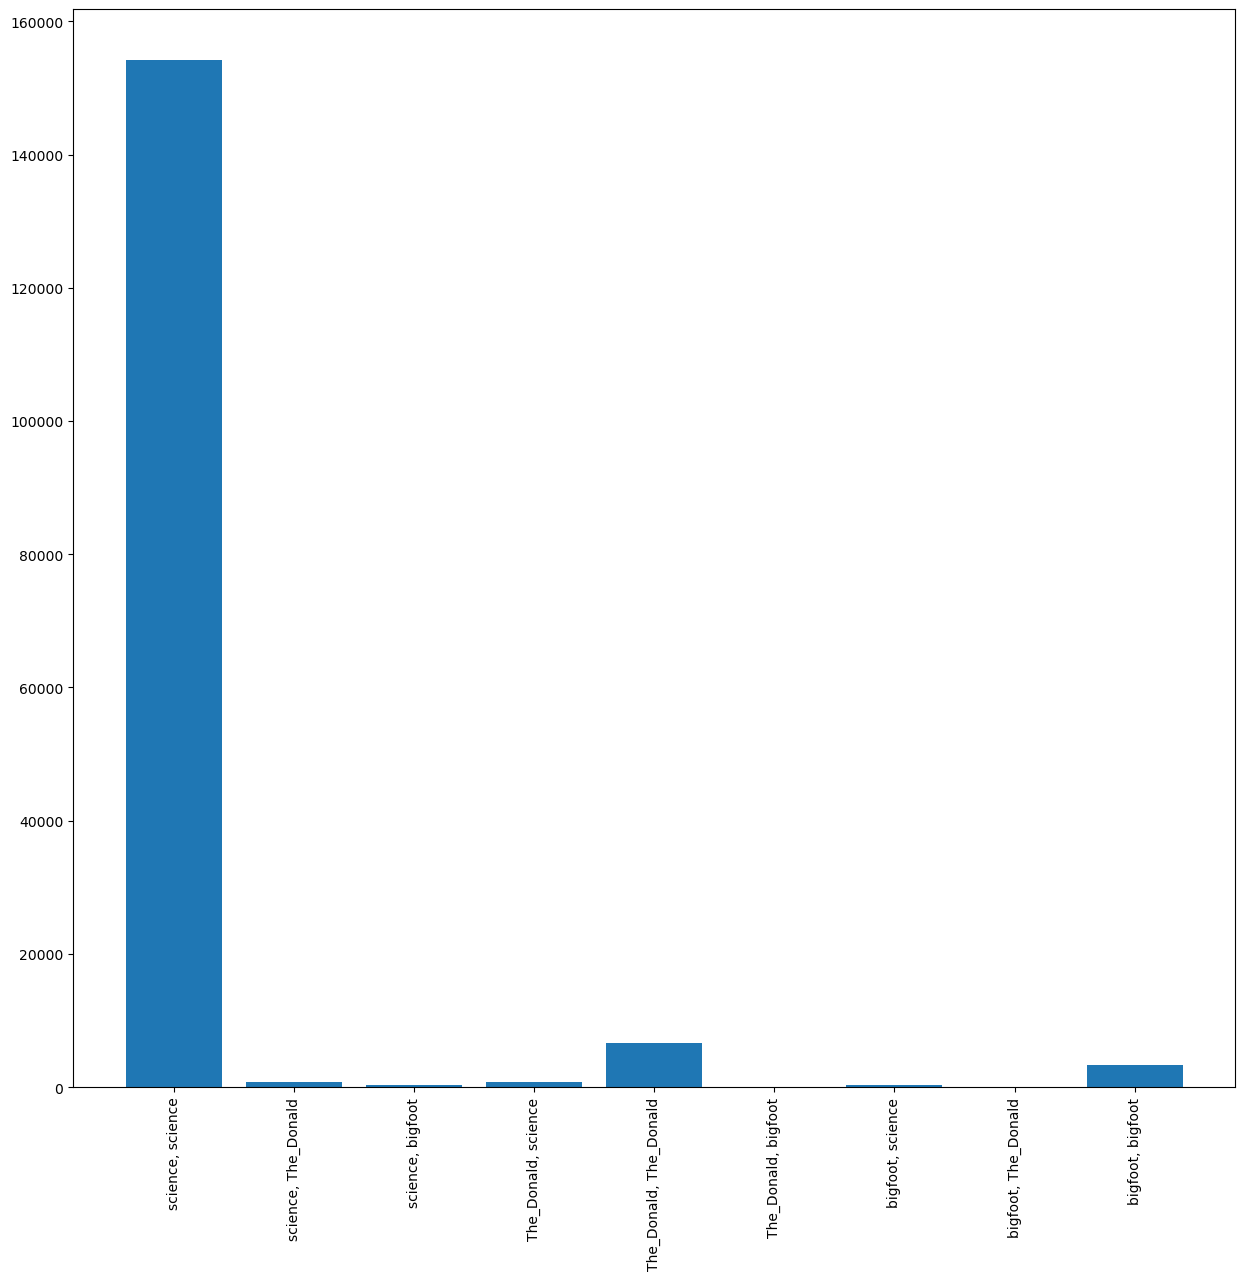 160000
140000
120000
100000
80000
60000
40000
20000
0
science, science
science, The_Donald
science, bigfoot
The_Donald, science
The_Donald, The_Donald
The_Donald, bigfoot
bigfoot, science
bigfoot, The_Donald
bigfoot, bigfoot